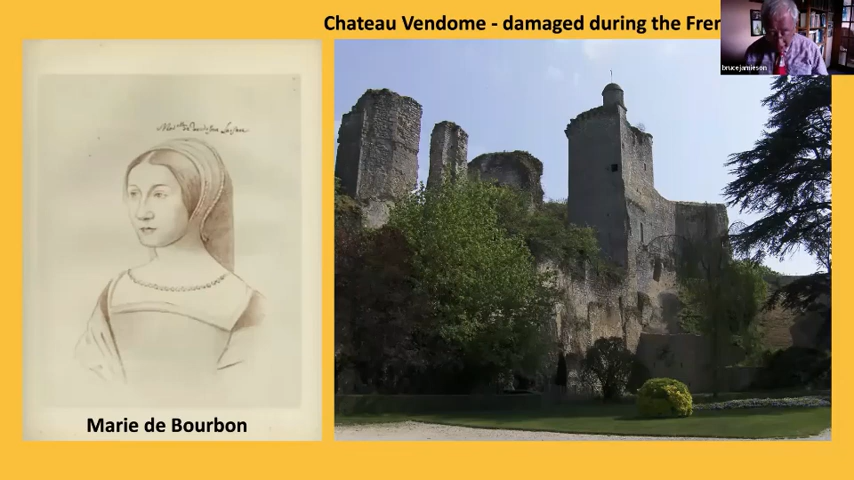 Chateau Vendome - damaged during the Fren
brucejamieson
Marie de Bourbon